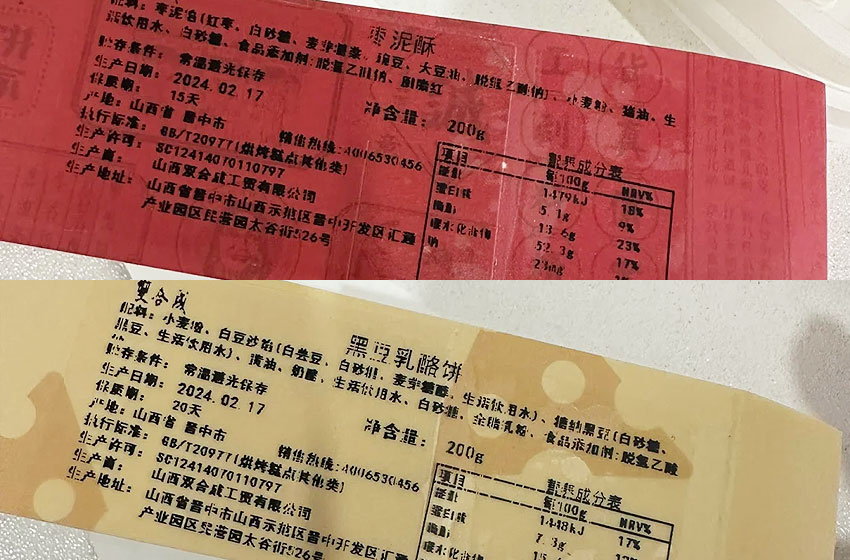 枣泥酥
配料：枣泥馅(红枣、白砂糖、麦芽糖浆、豌豆、大豆油、脱氢乙酸钠)、小麦粉、猪油、生
活饮用水、白砂糖、食品添加剂:脱氢乙酸钠、胭脂红
贮存条件： 常温避光保存
生产日期： 2024.02.17
保质期： 15天
净含量： 200g
产地：山西省 晋中市
执行标准： GB/T20977(烘烤糕点(其他类) 销售热线:4006530456
生产许可： SC12414070110797
生产商： 山西双合成工贸有限公司
生产地址： 山西省晋中市山西示范区晋中开发区汇通
产业园区民营园太谷街526号
营养成分表
项目 每100g NRV%
能量 1479kJ 18%
蛋白质 5.1g 9%
脂肪 13.6g 23%
碳水化合物 52.3g 17%
钠
双合成
黑豆乳酪饼
配料：小麦粉、白豆沙馅(白芸豆、白砂糖、麦芽糖醇、生活饮用水)、糖纳黑豆(白砂糖、
黑豆、生活饮用水)、黄油、奶酪、生活饮用水、白砂糖、全脂乳粉、食品添加剂:脱氢乙酸
贮存条件： 常温避光保存
生产日期： 2024.02.17
保质期： 20天
净含量： 200g
产地：山西省 晋中市
执行标准： GB/T20977(烘烤糕点(其他类) 销售热线:4006530456
生产许可： SC12414070110797
生产商： 山西双合成工贸有限公司
生产地址： 山西省晋中市山西示范区晋中开发区汇通
产业园区民营园太谷街526号
营养成分表
项目 每100g NRV%
能量 1448kJ 17%
蛋白质 7.3g
脂肪
碳水化合物